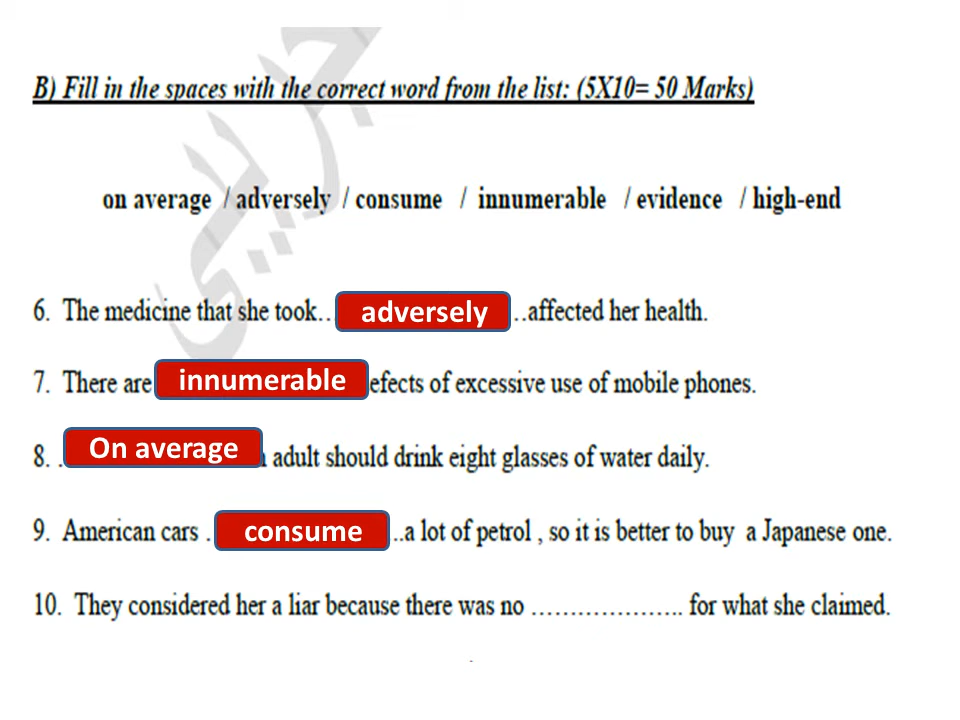 B) Fill in the spaces with the correct word from the list: (5X10= 50 Marks)
on average / adversely / consume / innumerable / evidence / high-end
6. The medicine that she took.. adversely ..affected her health.
7. There are innumerable efects of excessive use of mobile phones.
8. . On average adult should drink eight glasses of water daily.
9. American cars . consume ..a lot of petrol , so it is better to buy a Japanese one.
10. They considered her a liar because there was no ………………….. for what she claimed.